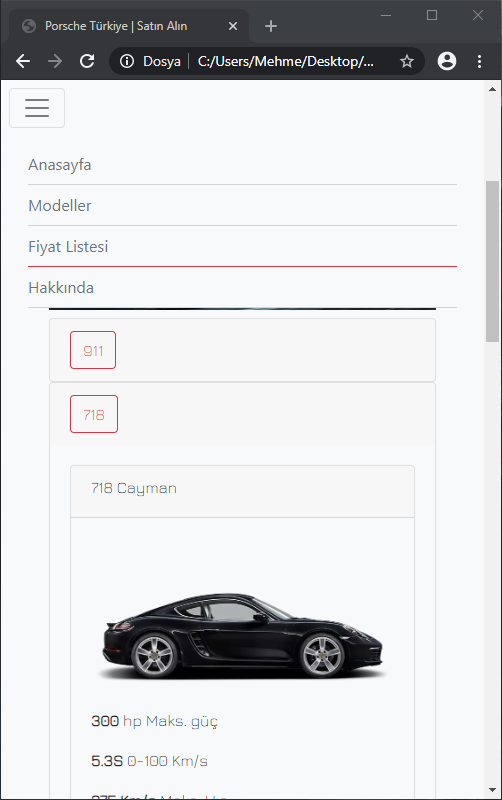 Porsche Türkiye | Satın Alın
Dosya
C:/Users/Mehme/Desktop/...
Anasayfa
Modeller
Fiyat Listesi
Hakkında
911
718
718 Cayman
300 hp Maks. güç
5.3S 0-100 Km/s